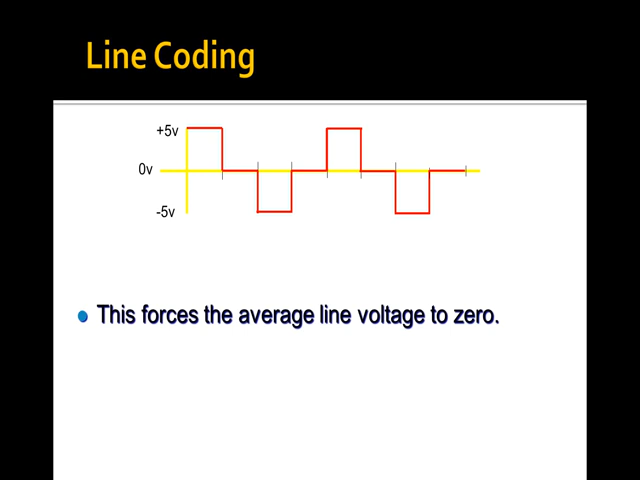 Line Coding
+5v
0v
-5v
This forces the average line voltage to zero.